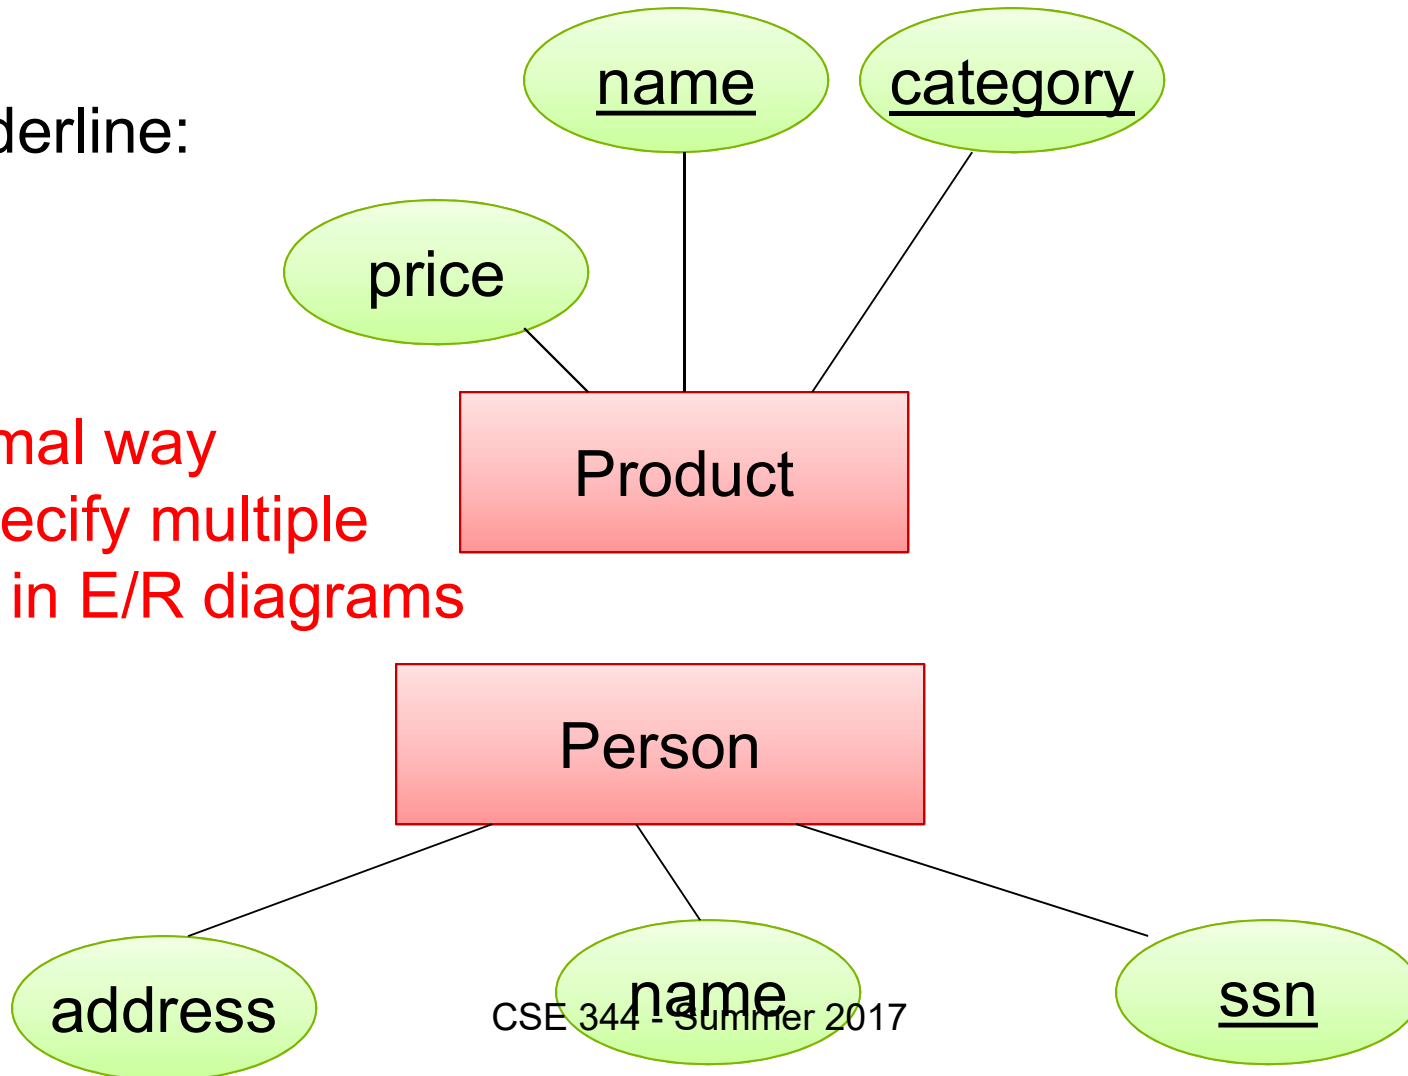 name
category
derline:
price
mal way
Product
ecify multiple
in E/R diagrams
Person
address
name
ssn
CSE 344 - Summer 2017